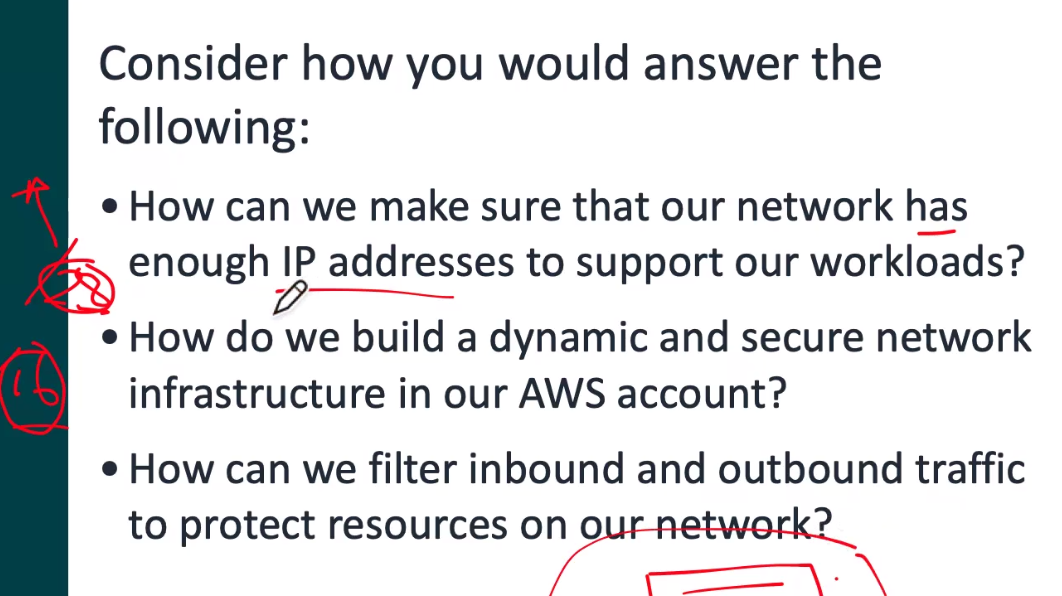 Consider how you would answer the
following:
• How can we make sure that our network has
enough IP addresses to support our workloads?
/28
• How do we build a dynamic and secure network
infrastructure in our AWS account?
16
• How can we filter inbound and outbound traffic
to protect resources on our network?